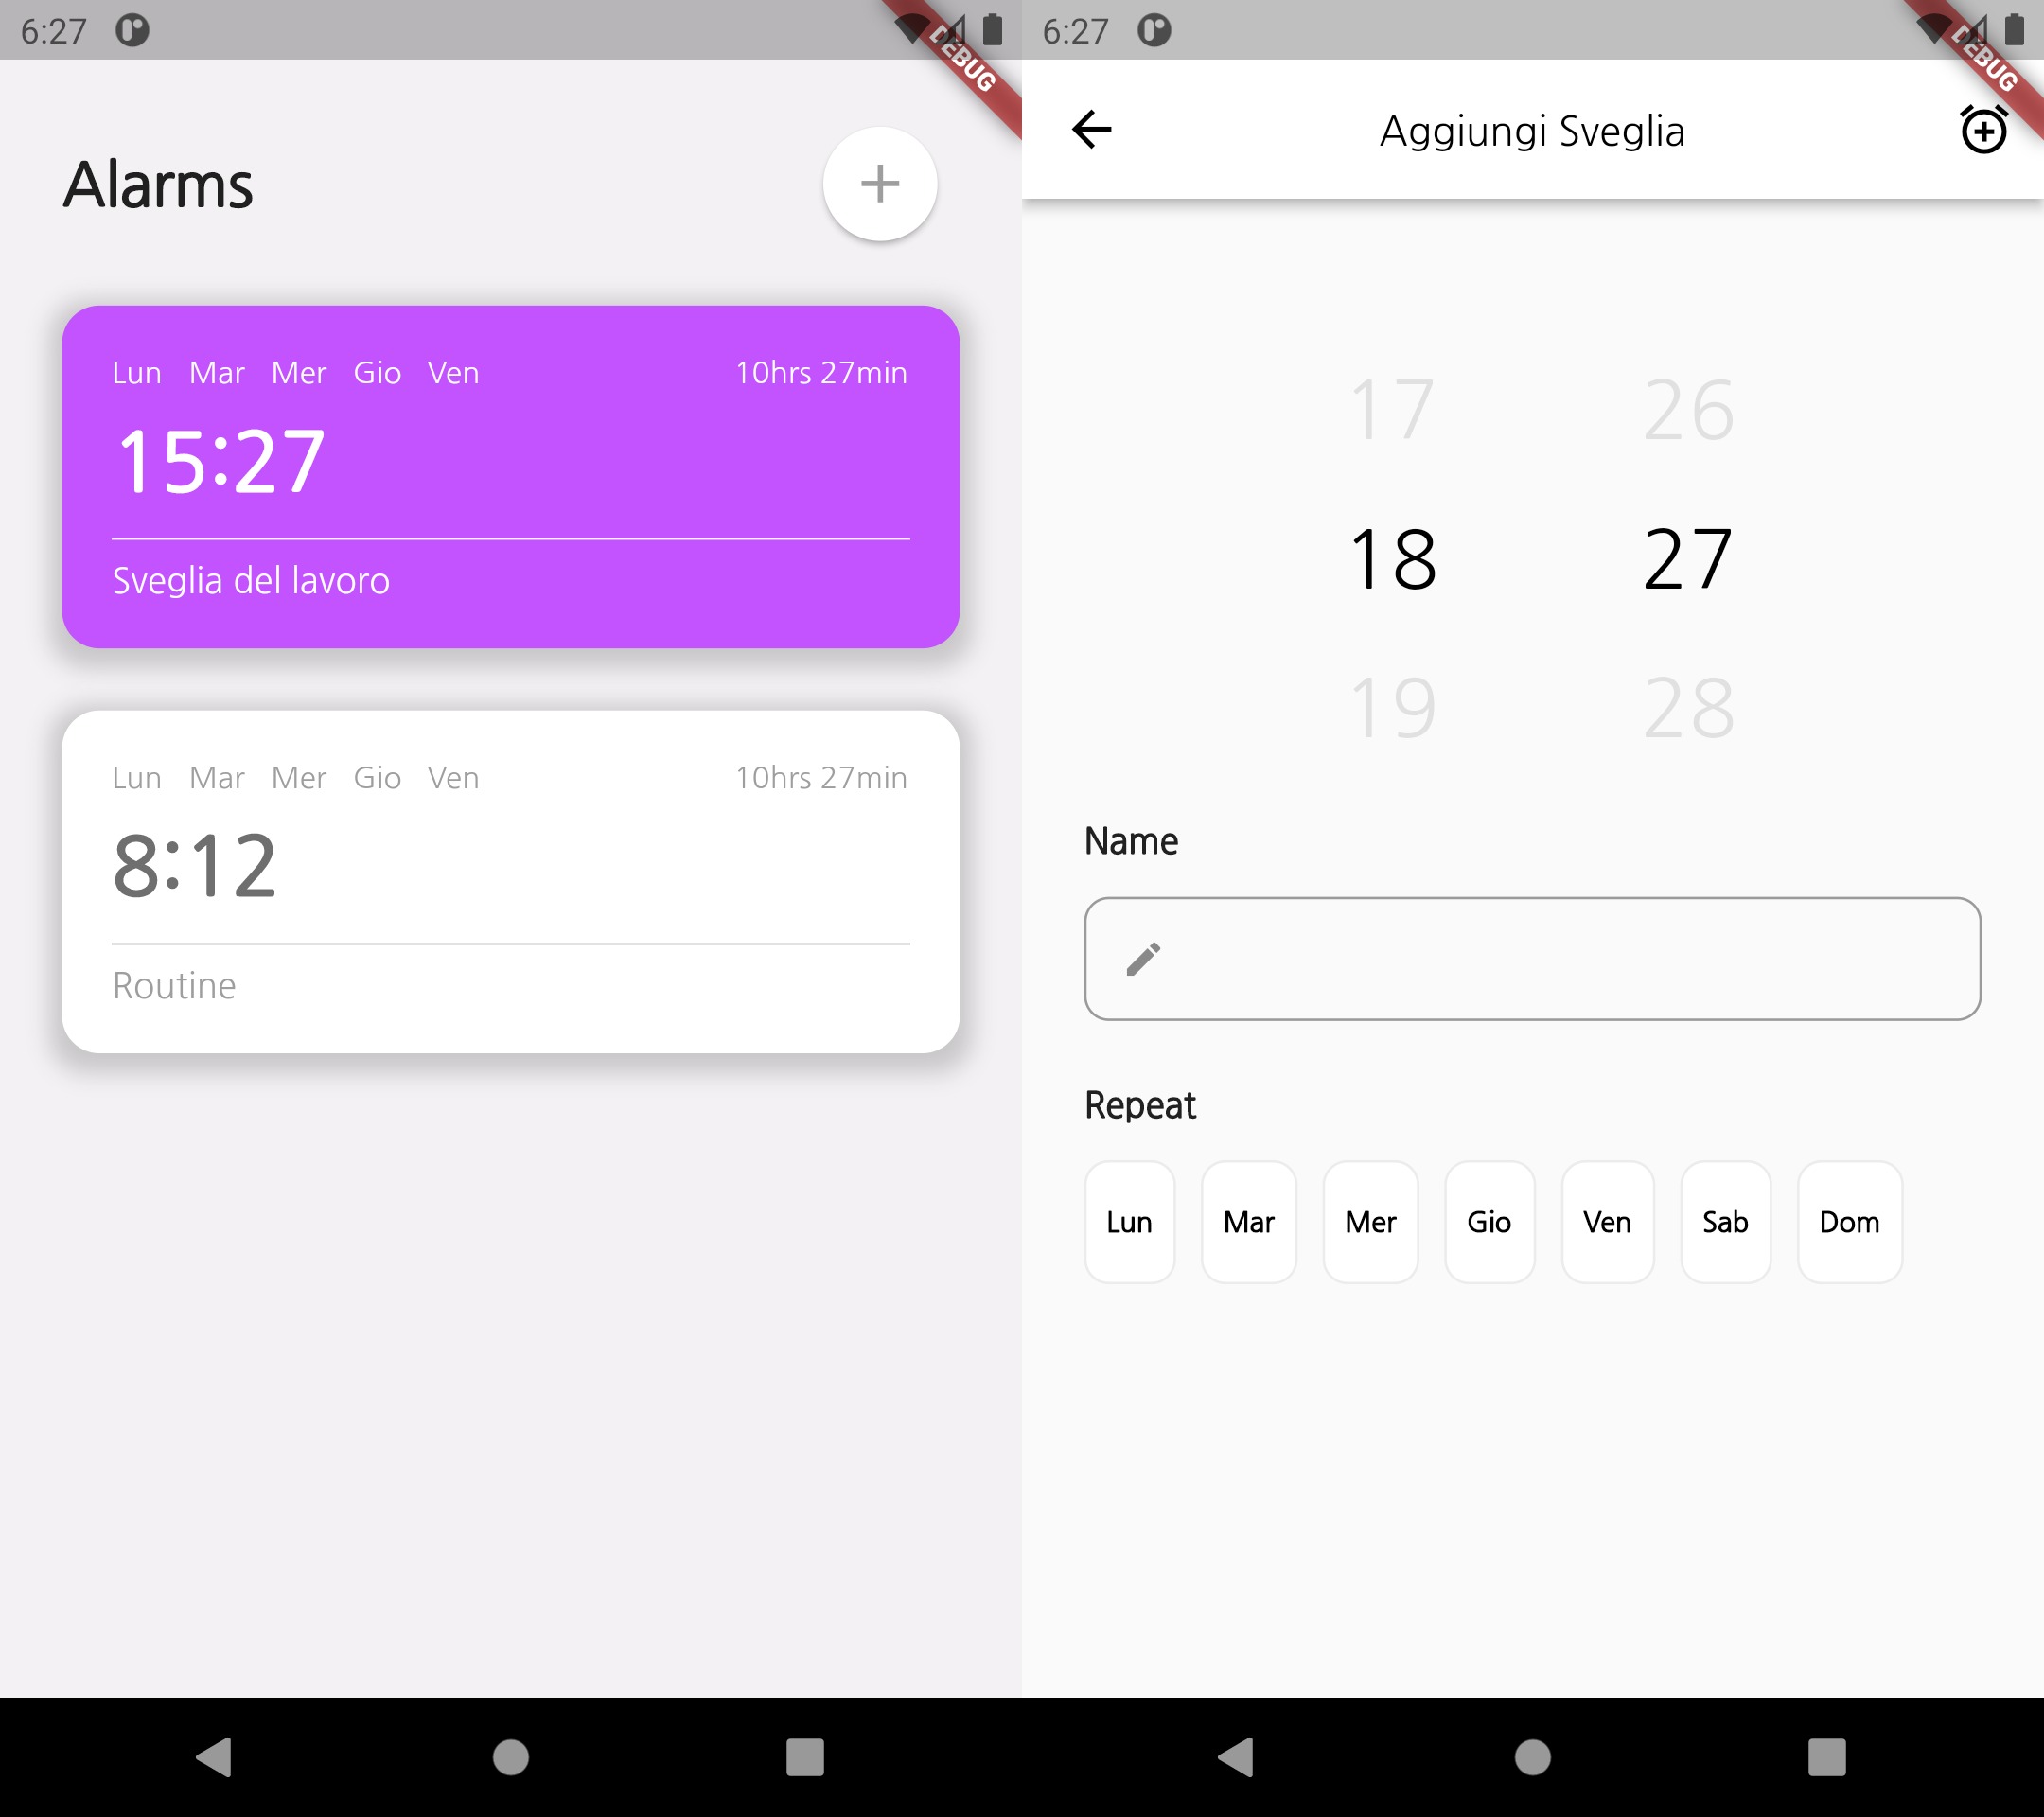 6:27
DEBUG
Alarms
Lun Mar Mer Gio Ven 10hrs 27min
15:27
Sveglia del lavoro
Lun Mar Mer Gio Ven 10hrs 27min
8:12
Routine
6:27
DEBUG
Aggiungi Sveglia
17 26
18 27
19 28
Name
Repeat
Lun Mar Mer Gio Ven Sab Dom